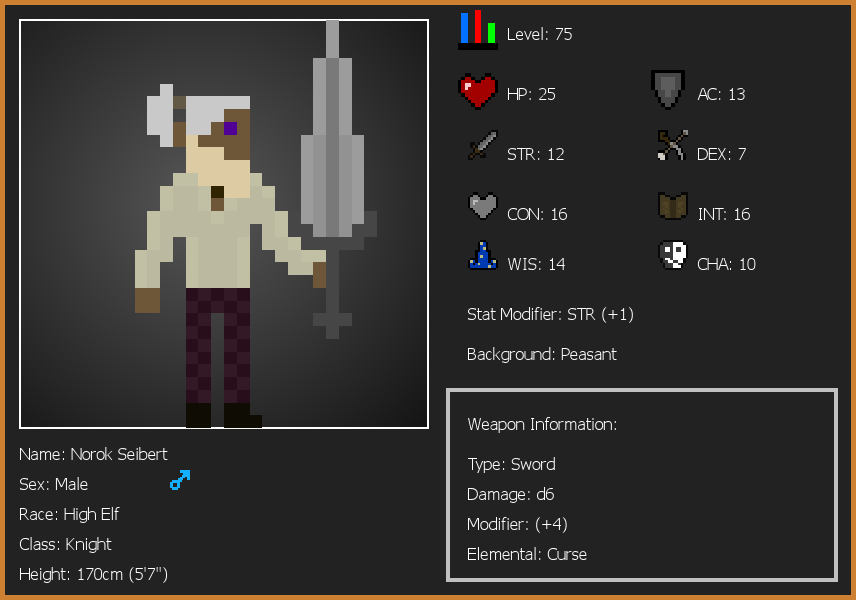 Level: 75
HP: 25
AC: 13
STR: 12
DEX: 7
CON: 16
INT: 16
WIS: 14
CHA: 10
Stat Modifier: STR (+1)
Background: Peasant
Weapon Information:
Type: Sword
Damage: d6
Modifier: (+4)
Elemental: Curse
Name: Norok Seibert
Sex: Male
Race: High Elf
Class: Knight
Height: 170cm (5'7")